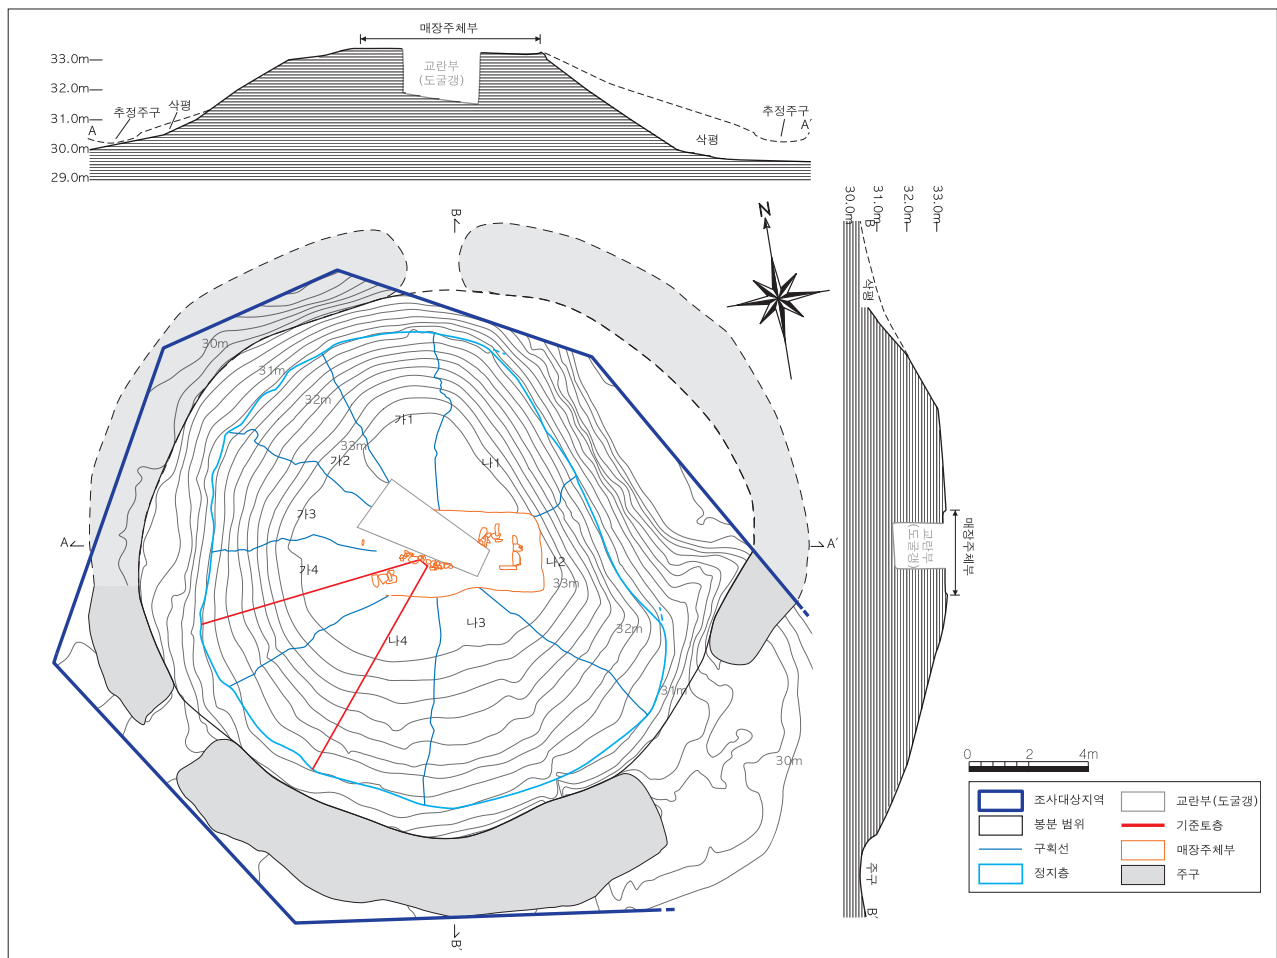 매장주체부
33.0m
교란부
(도굴갱)
32.0m
삭평
추정주구
31.0m
A
추정주구
A'
30.0m
삭평
29.0m
30.0m
31.0m
32.0m
33.0m
B
삭평
교란부
(도굴갱)
매장주체부
주구
B'
B
N
30m
31m
32m
가1
33m
가2
나1
가3
A
A'
가4
나2
33m
나3
32m
나4
31m
30m
B'
0 2 4m
조사대상지역
교란부(도굴갱)
봉분 범위
기준토층
구획선
매장주체부
정지층
주구